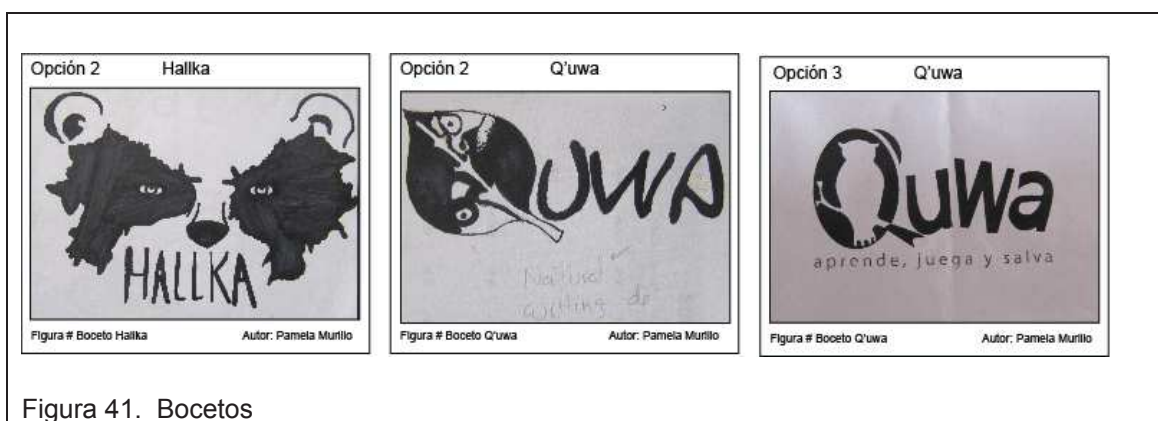 Opción 2 Hallka
HALLKA
Figura # Boceto Hallka Autor: Pamela Murillo
Opción 2 Q'uwa
QUWA
Natural
Figura # Boceto Q'uwa Autor: Pamela Murillo
Opción 3 Q'uwa
Quwa
aprende, juega y salva
Figura # Boceto Q'uwa Autor: Pamela Murillo
Figura 41. Bocetos